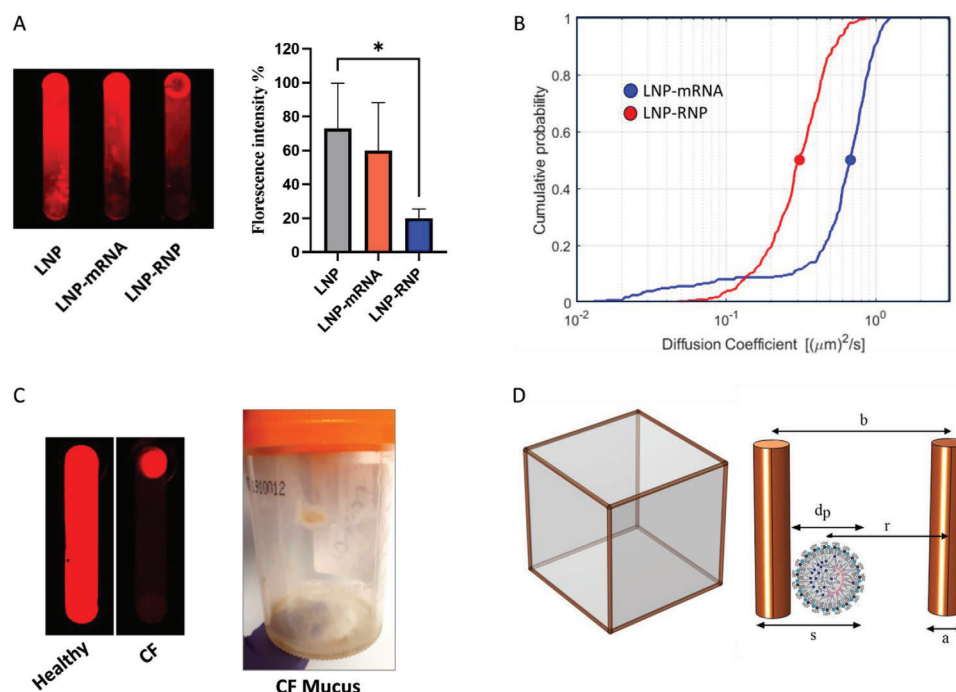 A
LNP
LNP-mRNA
LNP-RNP
Florescence intensity %
120
100
80
60
40
20
0
*
LNP
LNP-mRNA
LNP-RNP
B
Cumulative probability
1
0.8
0.6
0.4
0.2
0
LNP-mRNA
LNP-RNP
10-2
10-1
100
Diffusion Coefficient [(μm)2/s]
C
Healthy
CF
910012
CF Mucus
D
b
dp
r
s
a